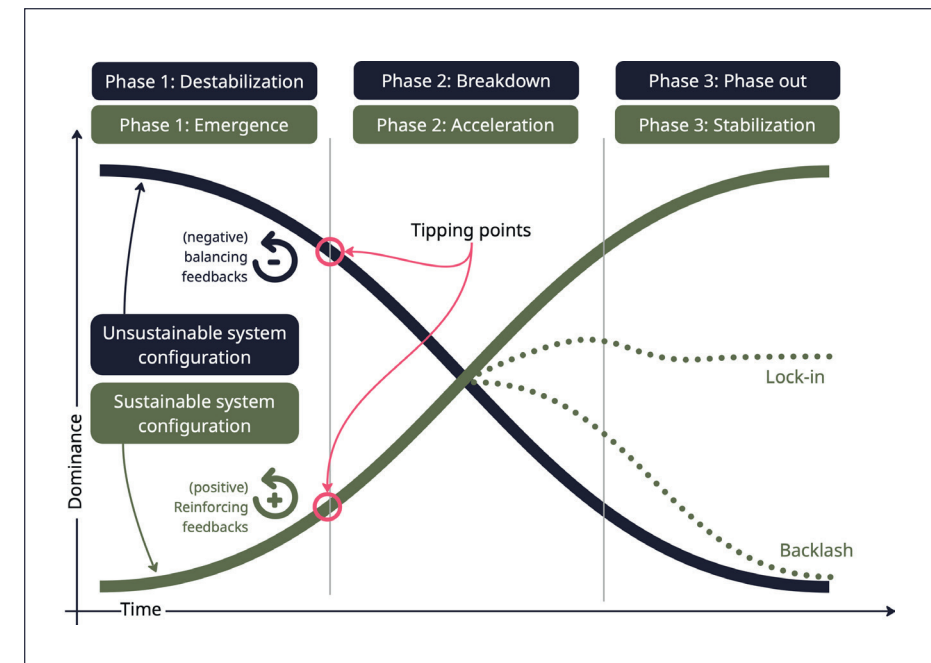 Phase 1: Destabilization
Phase 2: Breakdown
Phase 3: Phase out
Phase 1: Emergence
Phase 2: Acceleration
Phase 3: Stabilization
Tipping points
(negative)
balancing
feedbacks
-
Unsustainable system
configuration
Sustainable system
configuration
Lock-in
Dominance
(positive)
Reinforcing
feedbacks
+
Backlash
Time